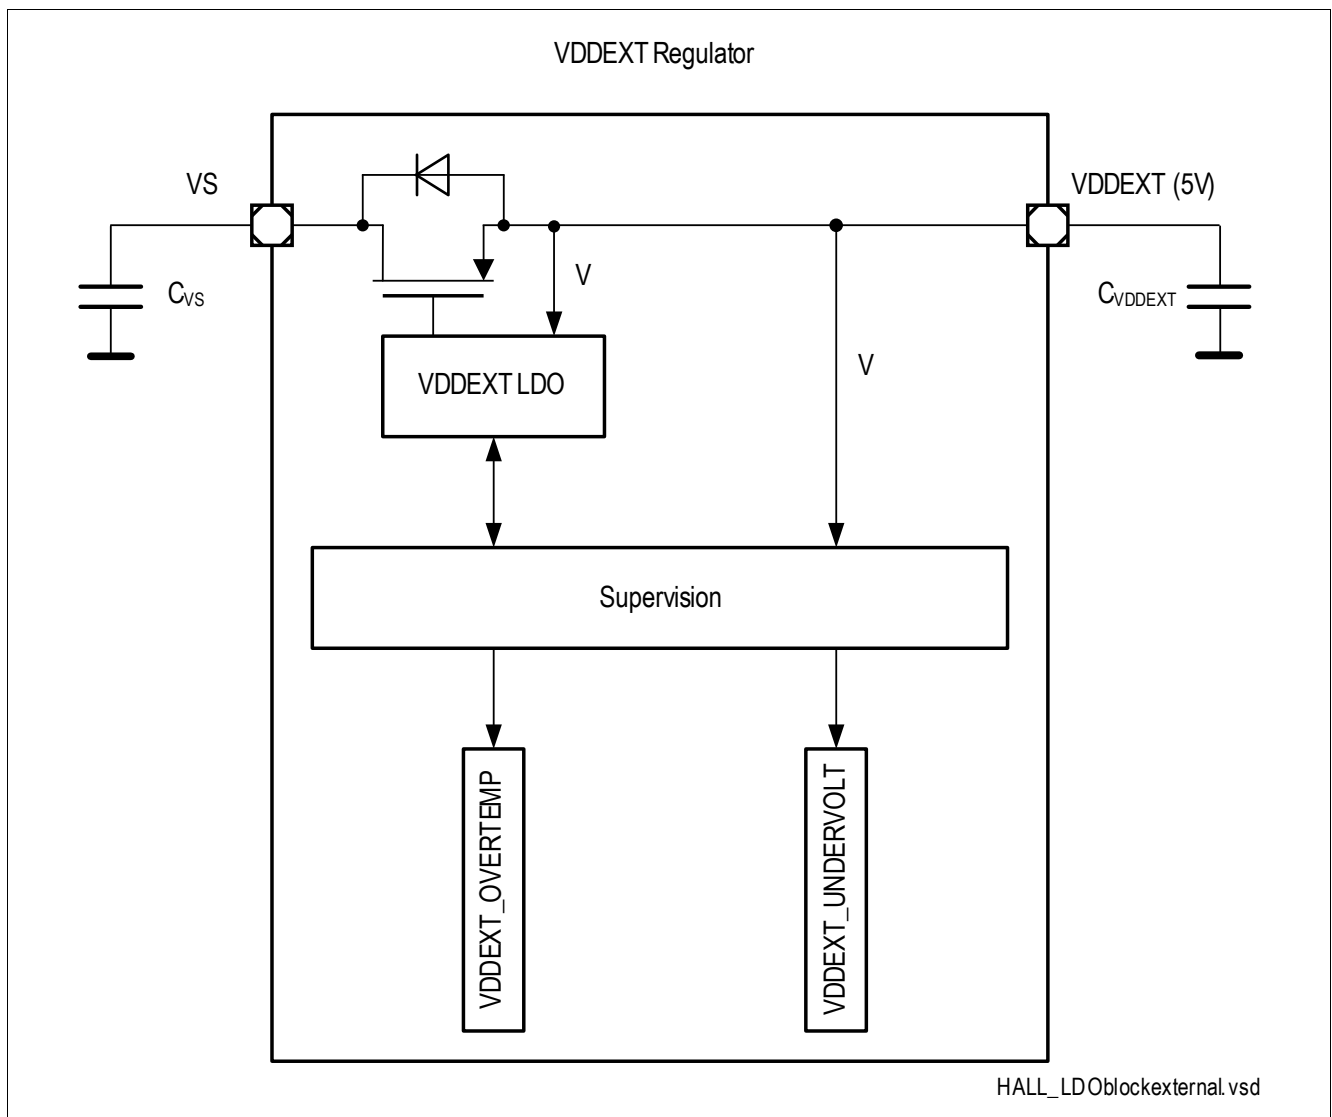 VDDEXT Regulator
VS
VDDEXT (5V)
CVS
V
CVDDEXT
VDDEXT LDO
V
Supervision
VDDEXT_OVERTEMP
VDDEXT_UNDERVOLT
HALL_LDOblockexternal.vsd